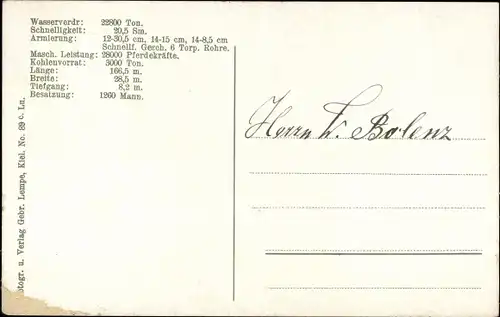 Wasserverdr: 22800 Ton.
Schnelligkeit: 20,5 Sm.
Armierung: 12-30,5 cm, 14-15 cm, 14-8,5 cm
Schnellf. Gesch. 6 Torp. Rohre.
Masch. Leistung: 28000 Pferdekräfte.
Kohlenvorrat: 3000 Ton.
Länge: 166,5 m.
Breite: 28,5 m.
Tiefgang: 8,2 m.
Besatzung: 1260 Mann.
Herrn W. Bolenz
otogr. u. Verlag Gebr. Lempe, Kiel. No. 89 c. Lu.